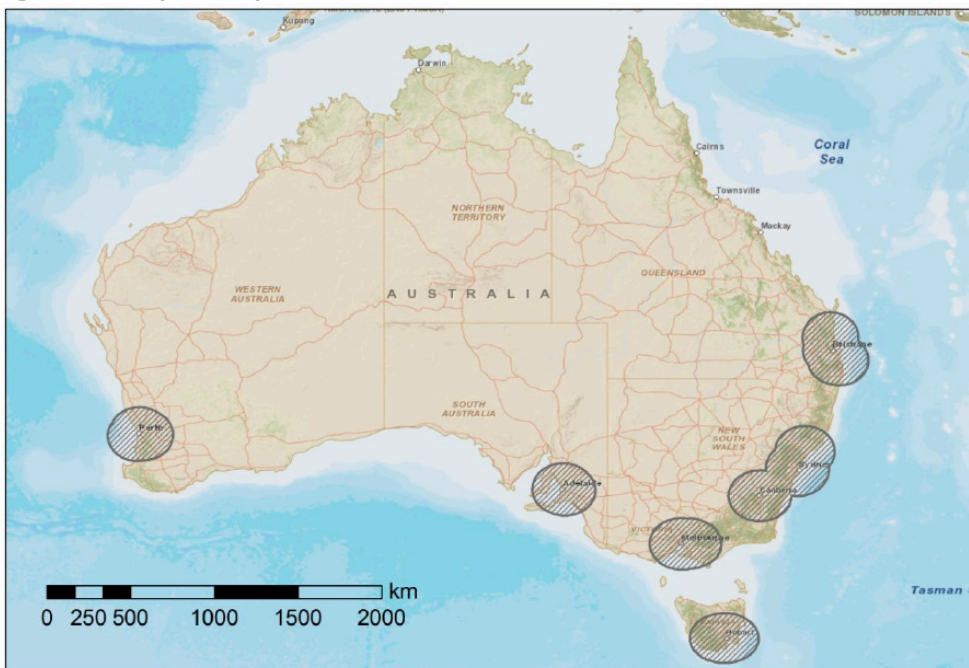 Kupang
SOLOMON ISLANDS
Darwin
Cairns
Coral
Sea
Townsville
NORTHERN
TERRITORY
Mackay
QUEENSLAND
WESTERN
AUSTRALIA
AUSTRALIA
Brisbane
SOUTH
AUSTRALIA
Perth
NEW
SOUTH
WALES
Sydney
Adelaide
Canberra
Melbourne
km
0 250 500 1000 1500 2000
Tasman
Hobart